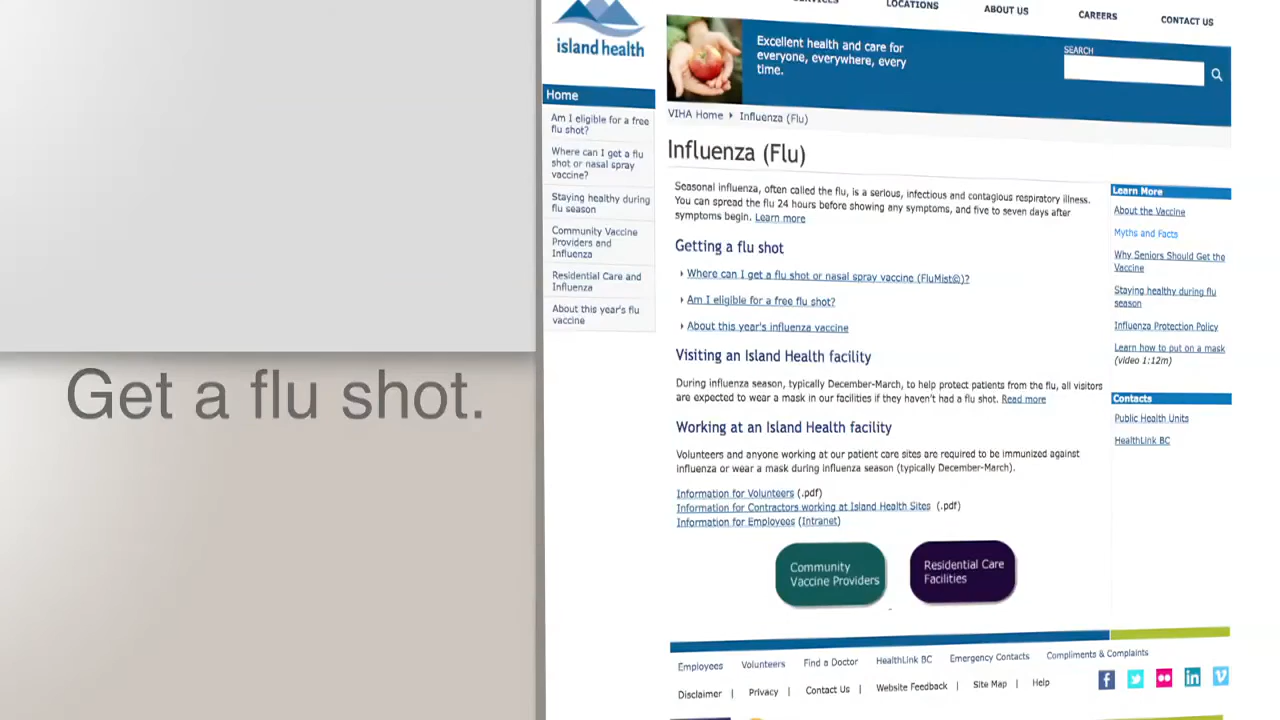 SERVICES
LOCATIONS
ABOUT US
CAREERS
CONTACT US
island health
Excellent health and care for
everyone, everywhere, every
time.
SEARCH
Home
Am I eligible for a free
flu shot?
Where can I get a flu
shot or nasal spray
vaccine?
Staying healthy during
flu season
Community Vaccine
Providers and
Influenza
Residential Care and
Influenza
About this year's flu
vaccine
Get a flu shot.
VIHA Home Influenza (Flu)
Influenza (Flu)
Seasonal influenza, often called the flu, is a serious, infectious and contagious respiratory illness.
You can spread the flu 24 hours before showing any symptoms, and five to seven days after
symptoms begin. Learn more
Getting a flu shot
Where can I get a flu shot or nasal spray vaccine (FluMist©)?
Am I eligible for a free flu shot?
About this year's influenza vaccine
Visiting an Island Health facility
During influenza season, typically December-March, to help protect patients from the flu, all visitors
are expected to wear a mask in our facilities if they haven't had a flu shot. Read more
Working at an Island Health facility
Volunteers and anyone working at our patient care sites are required to be immunized against
influenza or wear a mask during influenza season (typically December-March).
Information for Volunteers (.pdf)
Information for Contractors working at Island Health Sites (.pdf)
Information for Employees (Intranet)
Community
Vaccine Providers
Residential Care
Facilities
Learn More
About the Vaccine
Myths and Facts
Why Seniors Should Get the
Vaccine
Staying healthy during flu
season
Influenza Protection Policy
Learn how to put on a mask
(video 1:12m)
Contacts
Public Health Units
HealthLink BC
Employees Volunteers Find a Doctor HealthLink BC Emergency Contacts Compliments & Complaints
Disclaimer | Privacy | Contact Us | Website Feedback | Site Map | Help